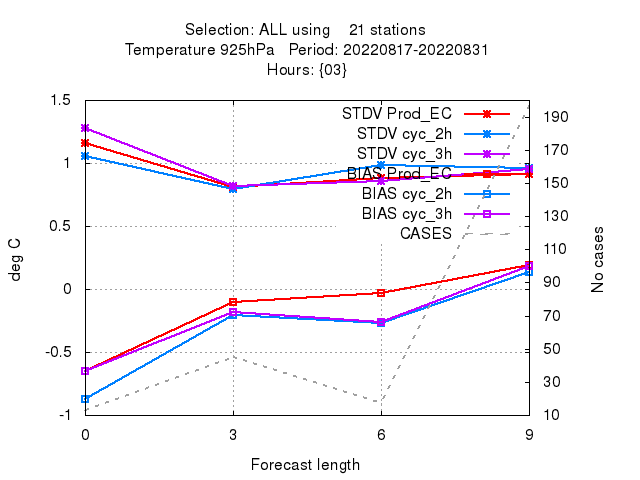 Selection: ALL using    21 stations
Temperature 925hPa   Period: 20220817-20220831
Hours: {03}
STDV Prod_EC
STDV cyc_2h
STDV cyc_3h
BIAS Prod_EC
BIAS cyc_2h
BIAS cyc_3h
CASES
1.5
1
0.5
0
-0.5
-1
deg C
190
170
150
130
110
90
70
50
30
10
No cases
0
3
6
9
Forecast length